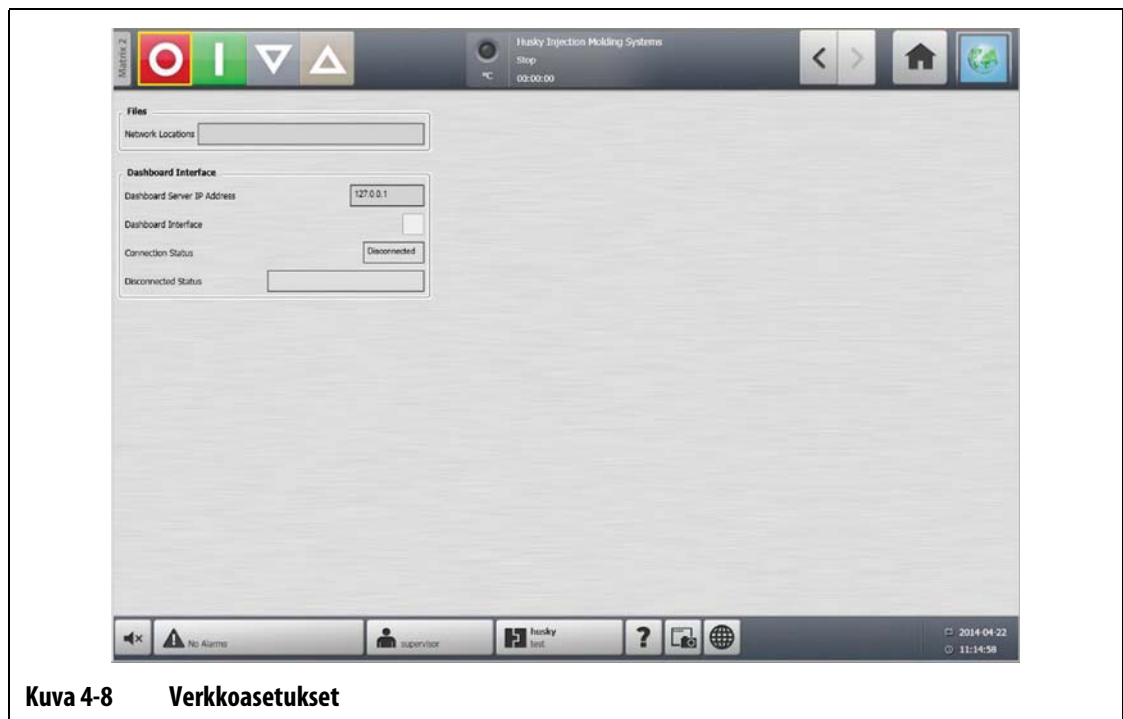 Matrix 2
Husky Injection Molding Systems
Stop
°C
00:00:00
Files
Network Locations
Dashboard Interface
Dashboard Server IP Address
127.0.0.1
Dashboard Interface
Connection Status
Disconnected
Disconnected Status
No Alarms
supervisor
husky
test
?
2014-04-22
11:14:58
Kuva 4-8 Verkkoasetukset